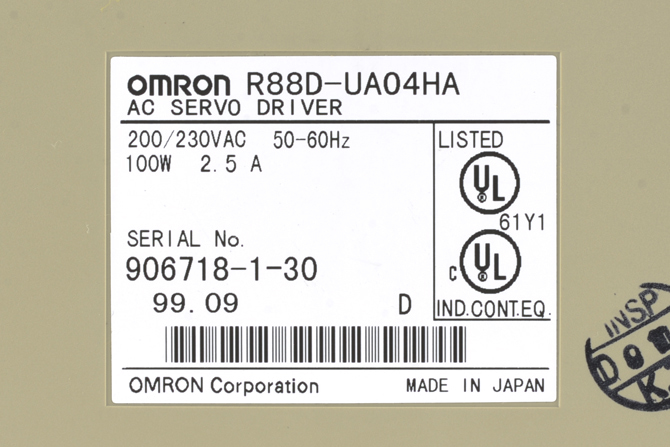 OMRON R88D-UA04HA
AC SERVO DRIVER
200/230VAC 50-60Hz
100W 2.5 A
LISTED
UL
®
61Y1
C UL
®
IND.CONT.EQ.
SERIAL No.
906718-1-30
99.09 D
OMRON Corporation MADE IN JAPAN
INSP
D 9
K